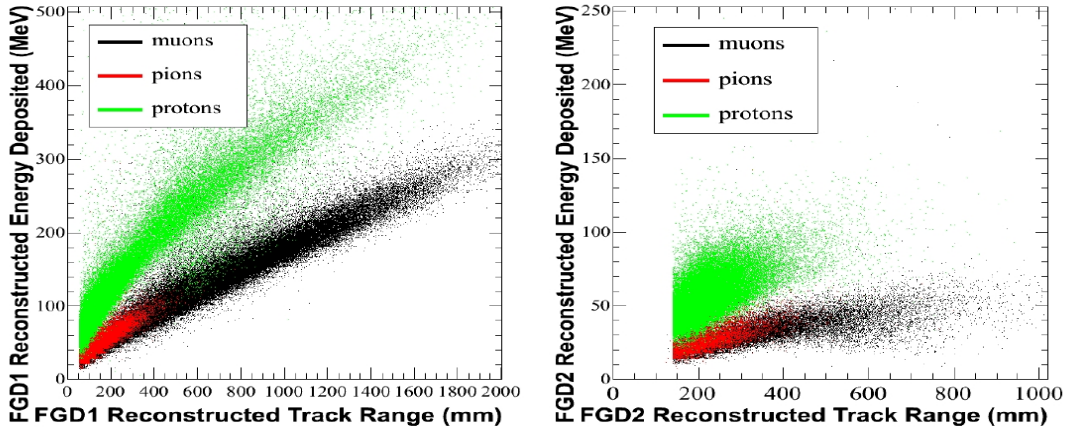 FGD1 Reconstructed Energy Deposited (MeV)
500
400
300
200
100
0
muons
pions
protons
0 200 400 600 800 1000 1200 1400 1600 1800 2000
FGD1 Reconstructed Track Range (mm)
FGD2 Reconstructed Energy Deposited (MeV)
250
200
150
100
50
0
muons
pions
protons
0 200 400 600 800 1000
FGD2 Reconstructed Track Range (mm)